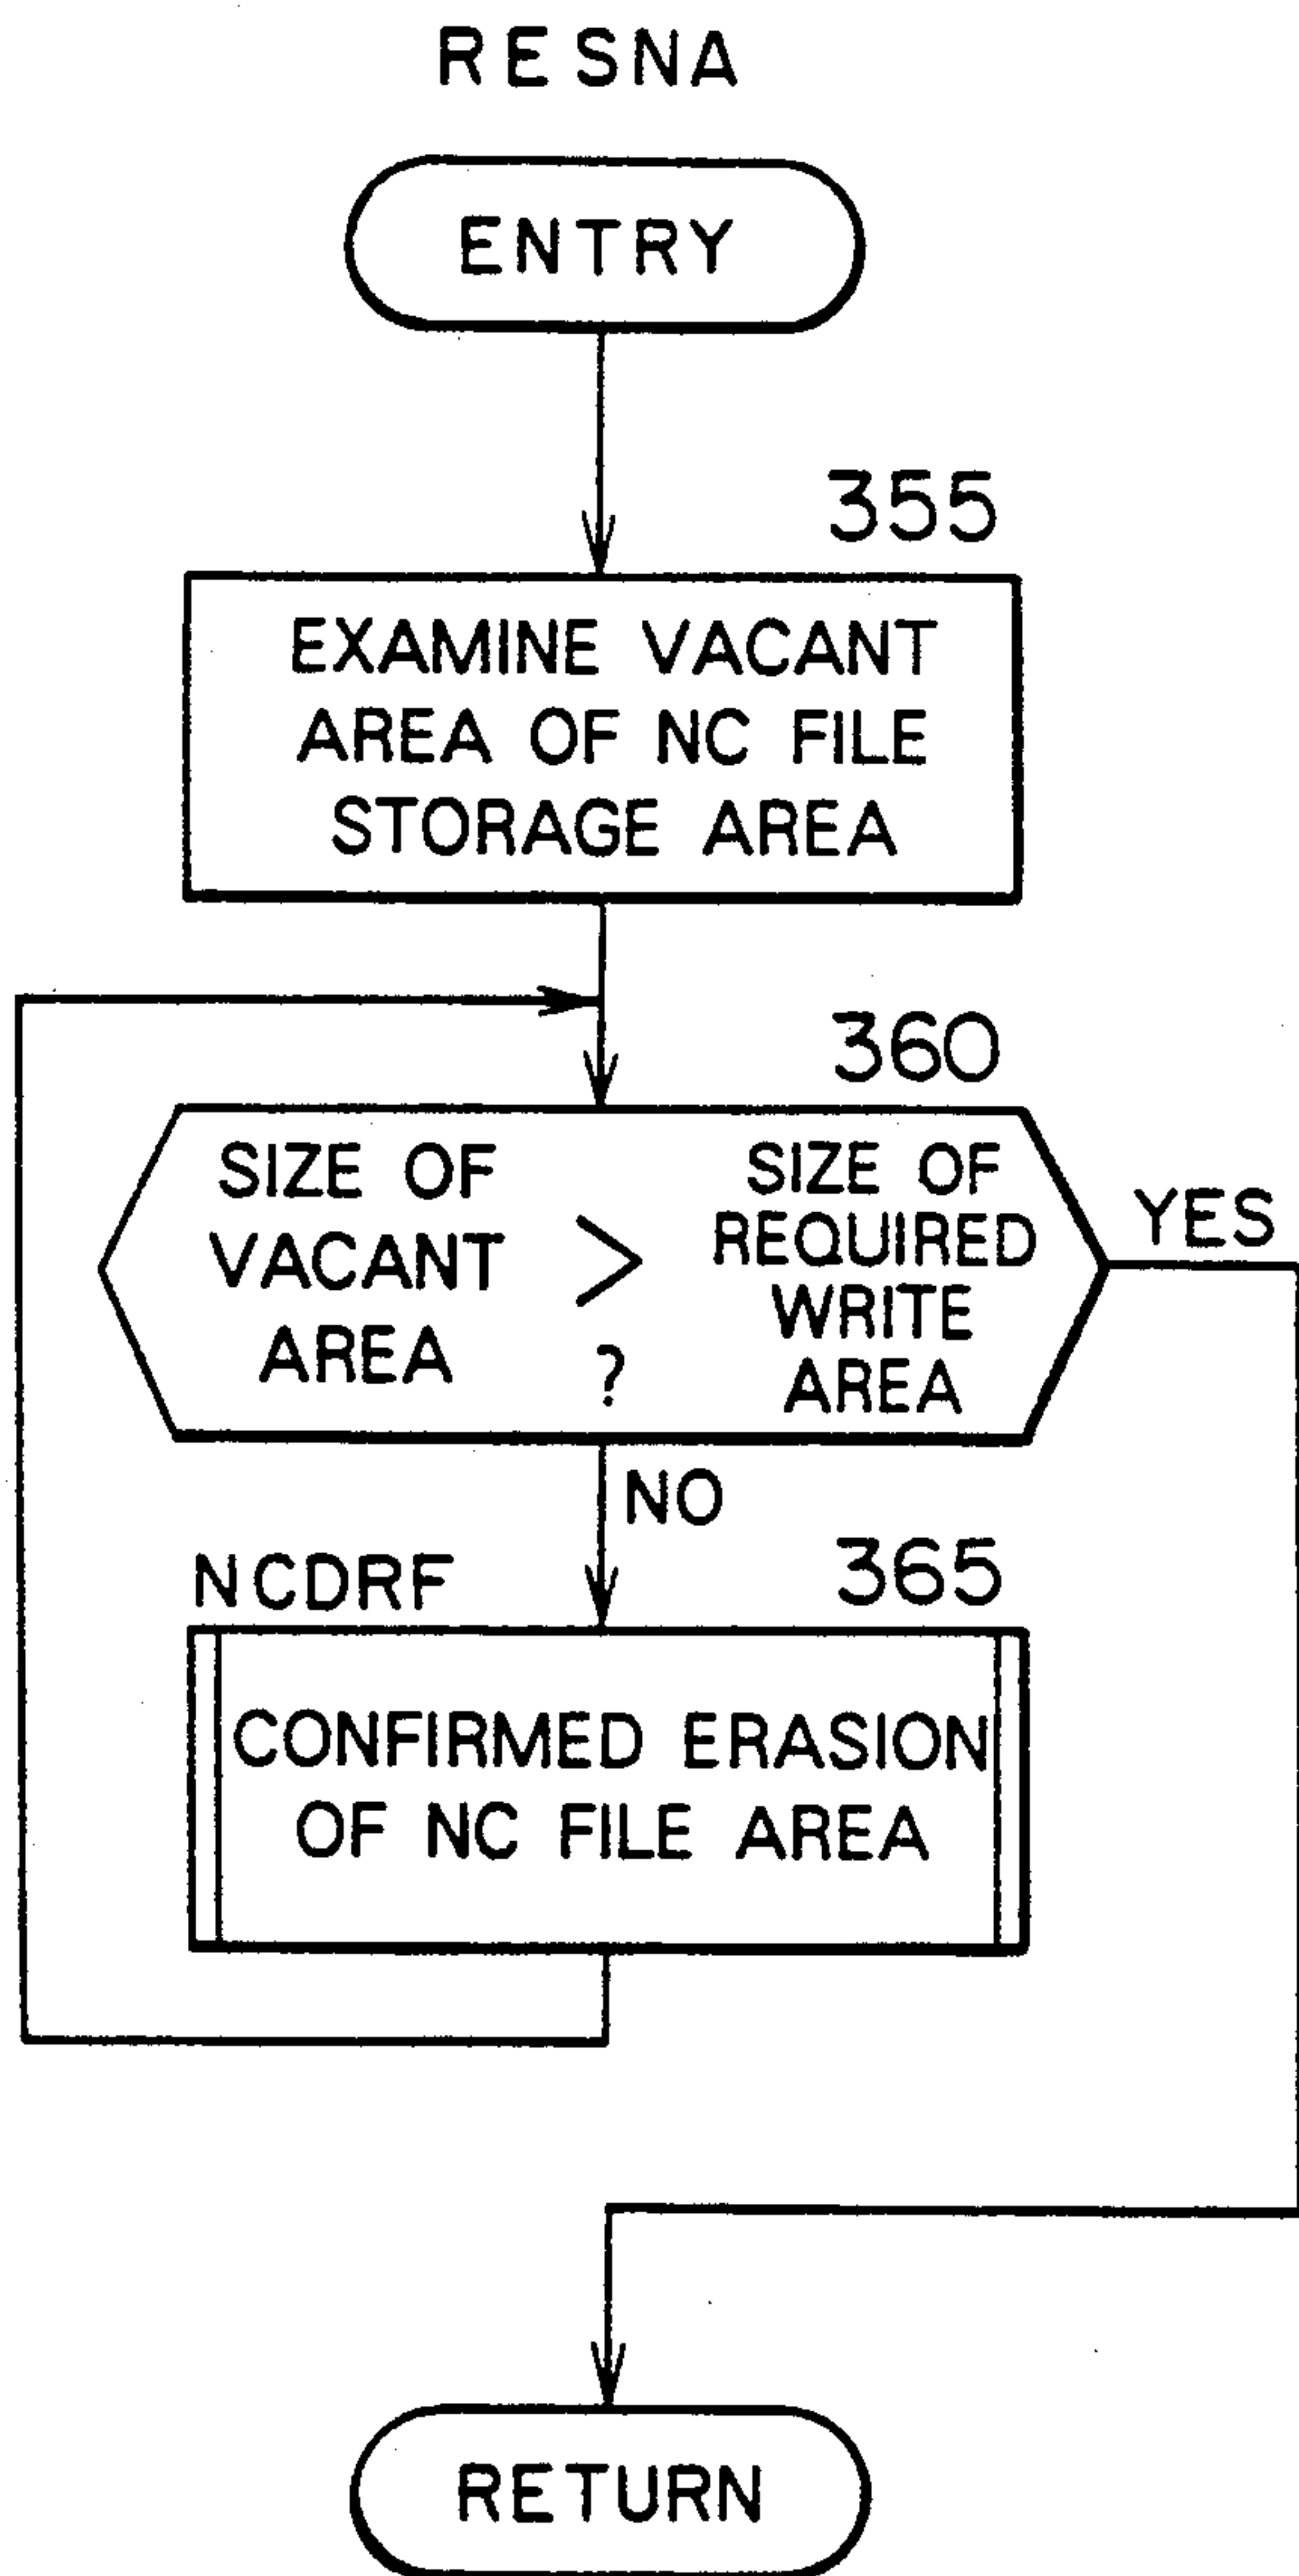 RESNA
ENTRY
355
EXAMINE VACANT
AREA OF NC FILE
STORAGE AREA
360
SIZE OF
VACANT
AREA
>
?
SIZE OF
REQUIRED
WRITE
AREA
YES
NO
NCDRF
365
CONFIRMED ERASION
OF NC FILE AREA
RETURN